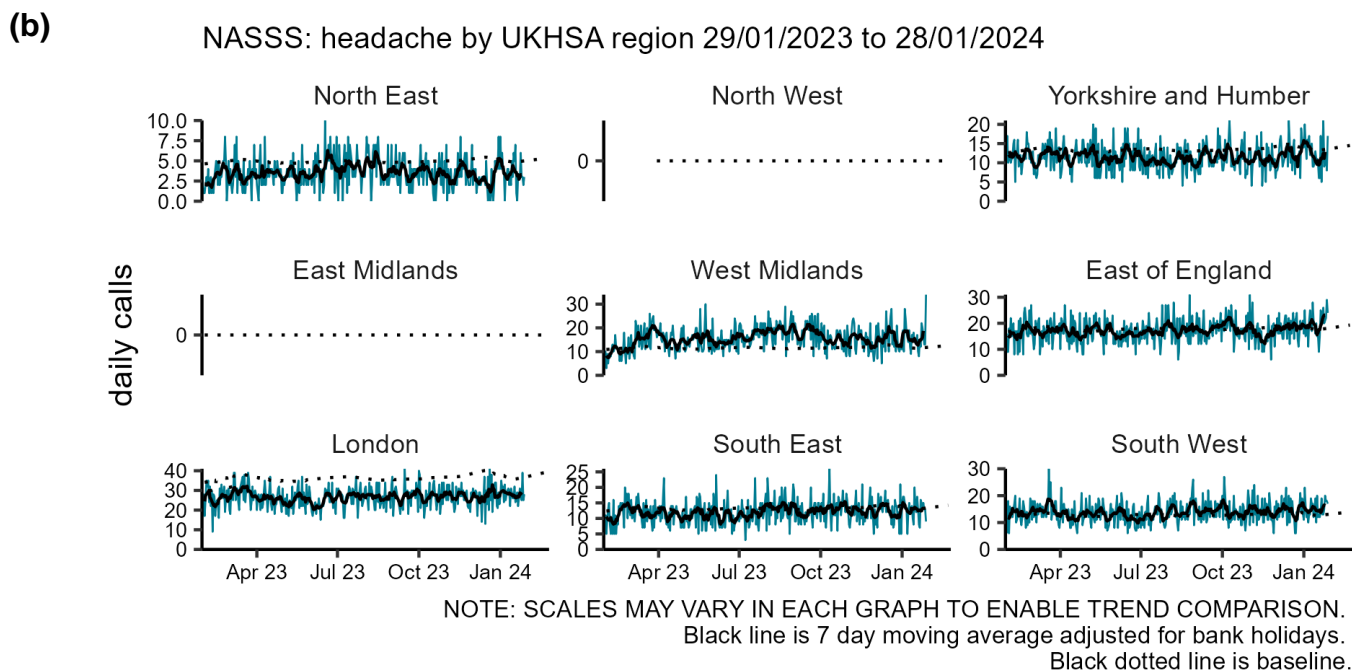 (b)
NASSS: headache by UKHSA region 29/01/2023 to 28/01/2024
daily calls
North East
10.0
7.5
5.0
2.5
0.0
North West
0
Yorkshire and Humber
20
15
10
5
0
East Midlands
0
West Midlands
30
20
10
0
East of England
30
20
10
0
London
40
30
20
10
0
Apr 23 Jul 23 Oct 23 Jan 24
South East
25
20
15
10
5
0
Apr 23 Jul 23 Oct 23 Jan 24
South West
30
20
10
0
Apr 23 Jul 23 Oct 23 Jan 24
NOTE: SCALES MAY VARY IN EACH GRAPH TO ENABLE TREND COMPARISON.
Black line is 7 day moving average adjusted for bank holidays.
Black dotted line is baseline.